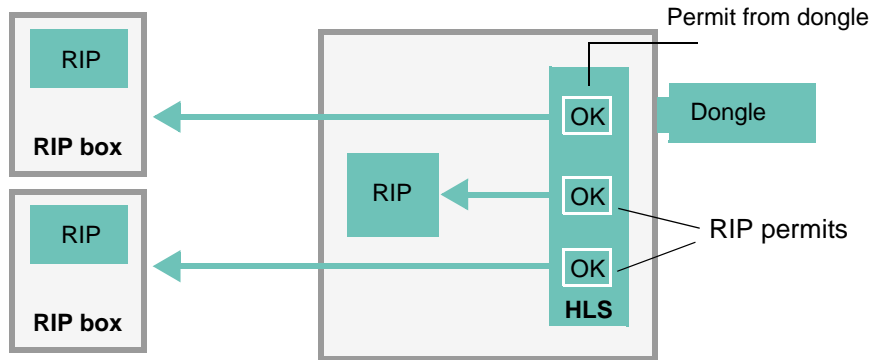 Permit from dongle
RIP
RIP box
OK
Dongle
RIP
OK
RIP permits
RIP
RIP box
OK
HLS